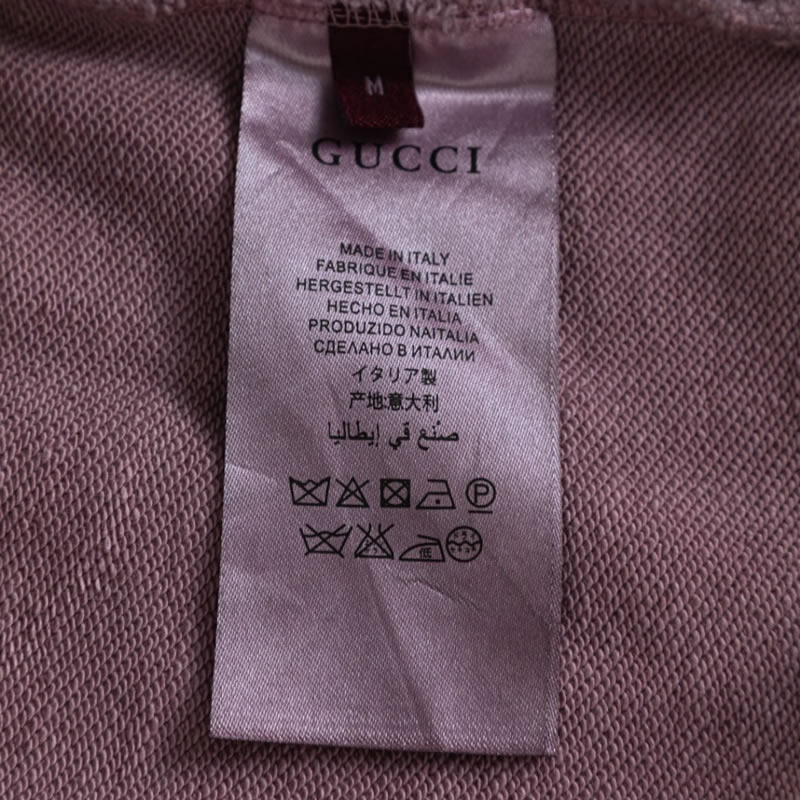 M
GUCCI
MADE IN ITALY
FABRIQUE EN ITALIE
HERGESTELLT IN ITALIEN
HECHO EN ITALIA
PRODUZIDO NAITALIA
СДЕЛАНО В ИТАЛИИ
イタリア製
产地:意大利
صنع في إيطاليا
P
低